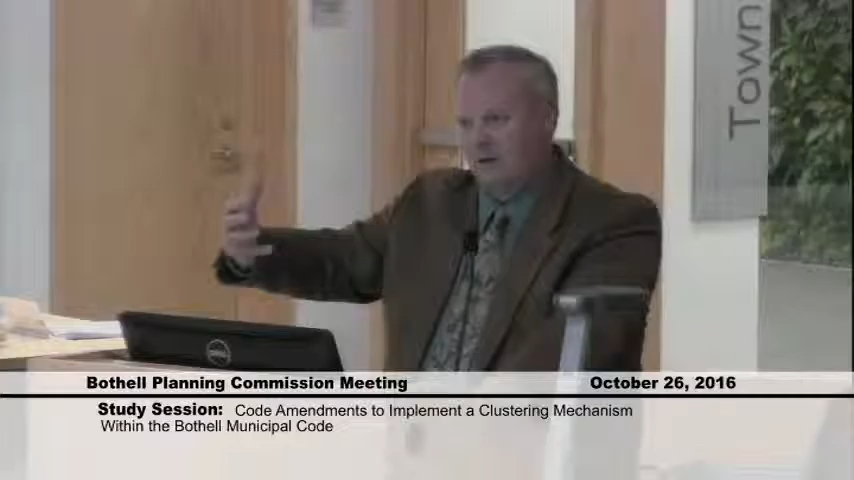 Town
DELL
Bothell Planning Commission Meeting
October 26, 2016
Study Session: Code Amendments to Implement a Clustering Mechanism
Within the Bothell Municipal Code